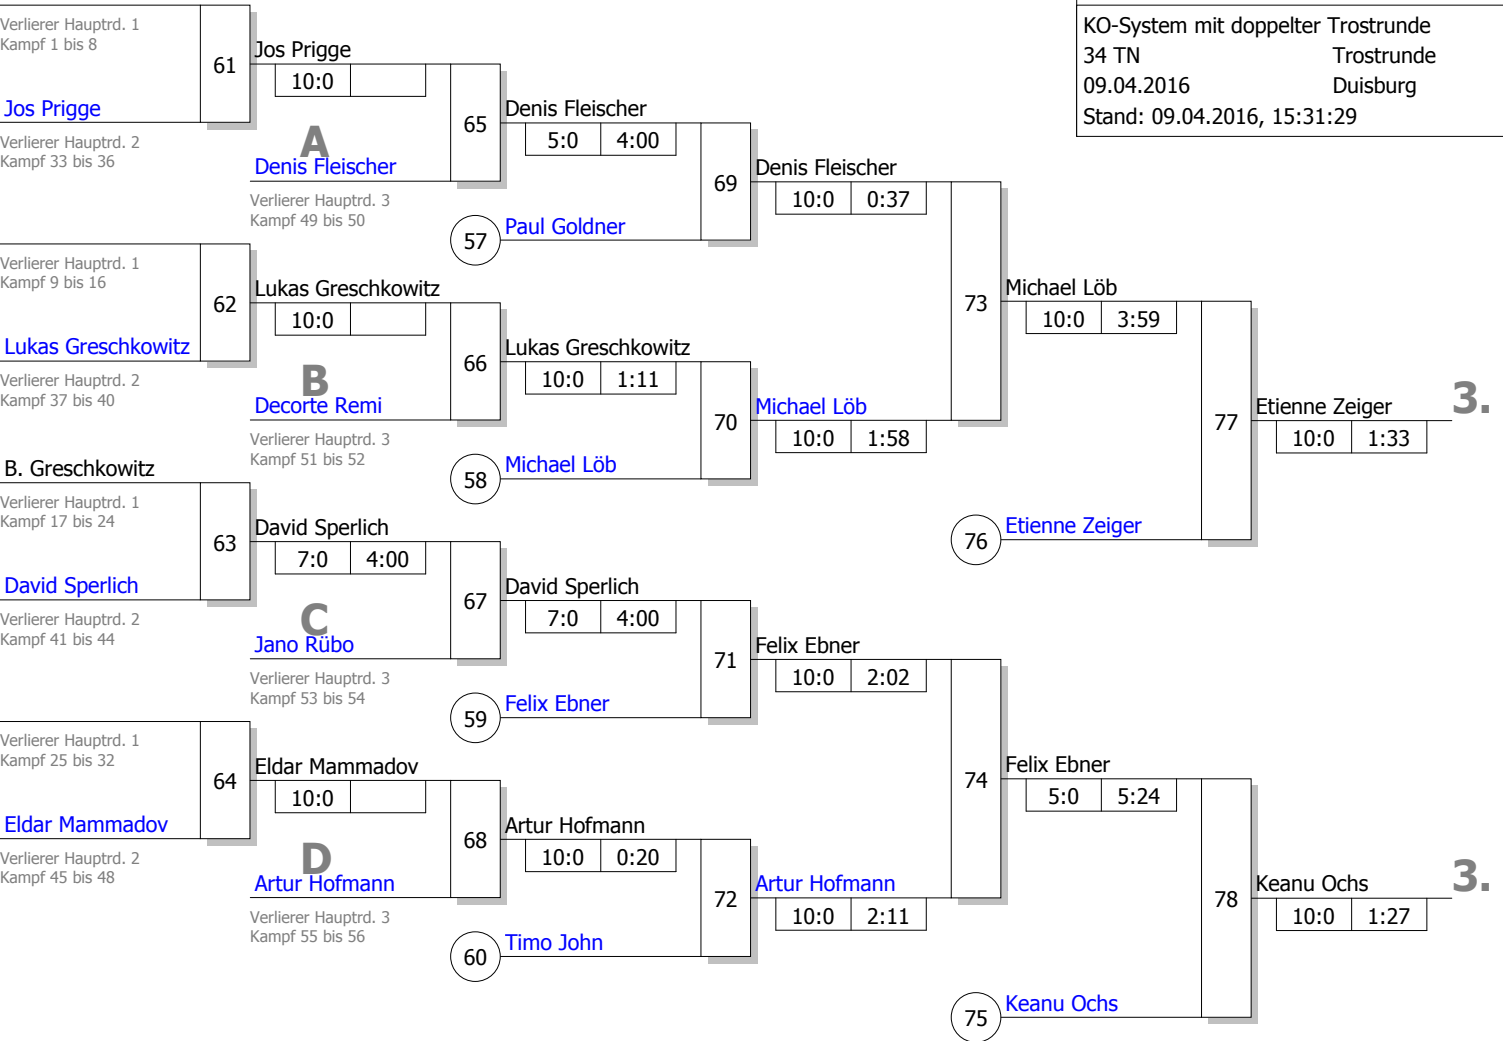 KO-System mit doppelter Trostrunde
34 TN Trostrunde
09.04.2016 Duisburg
Stand: 09.04.2016, 15:31:29
Verlierer Hauptrd. 1
Kampf 1 bis 8
61
Jos Prigge
10:0
Jos Prigge
Verlierer Hauptrd. 2
Kampf 33 bis 36
A
Denis Fleischer
Verlierer Hauptrd. 3
Kampf 49 bis 50
65
Denis Fleischer
5:0 4:00
57
Paul Goldner
69
Denis Fleischer
10:0 0:37
Verlierer Hauptrd. 1
Kampf 9 bis 16
62
Lukas Greschkowitz
10:0
Lukas Greschkowitz
Verlierer Hauptrd. 2
Kampf 37 bis 40
B
Decorte Remi
Verlierer Hauptrd. 3
Kampf 51 bis 52
66
Lukas Greschkowitz
10:0 1:11
58
Michael Löb
70
Michael Löb
10:0 1:58
73
Michael Löb
10:0 3:59
76
Etienne Zeiger
77
Etienne Zeiger
10:0 1:33
3.
B. Greschkowitz
Verlierer Hauptrd. 1
Kampf 17 bis 24
63
David Sperlich
7:0 4:00
David Sperlich
Verlierer Hauptrd. 2
Kampf 41 bis 44
C
Jano Rübo
Verlierer Hauptrd. 3
Kampf 53 bis 54
67
David Sperlich
7:0 4:00
59
Felix Ebner
71
Felix Ebner
10:0 2:02
Verlierer Hauptrd. 1
Kampf 25 bis 32
64
Eldar Mammadov
10:0
Eldar Mammadov
Verlierer Hauptrd. 2
Kampf 45 bis 48
D
Artur Hofmann
Verlierer Hauptrd. 3
Kampf 55 bis 56
68
Artur Hofmann
10:0 0:20
60
Timo John
72
Artur Hofmann
10:0 2:11
74
Felix Ebner
5:0 5:24
75
Keanu Ochs
78
Keanu Ochs
10:0 1:27
3.